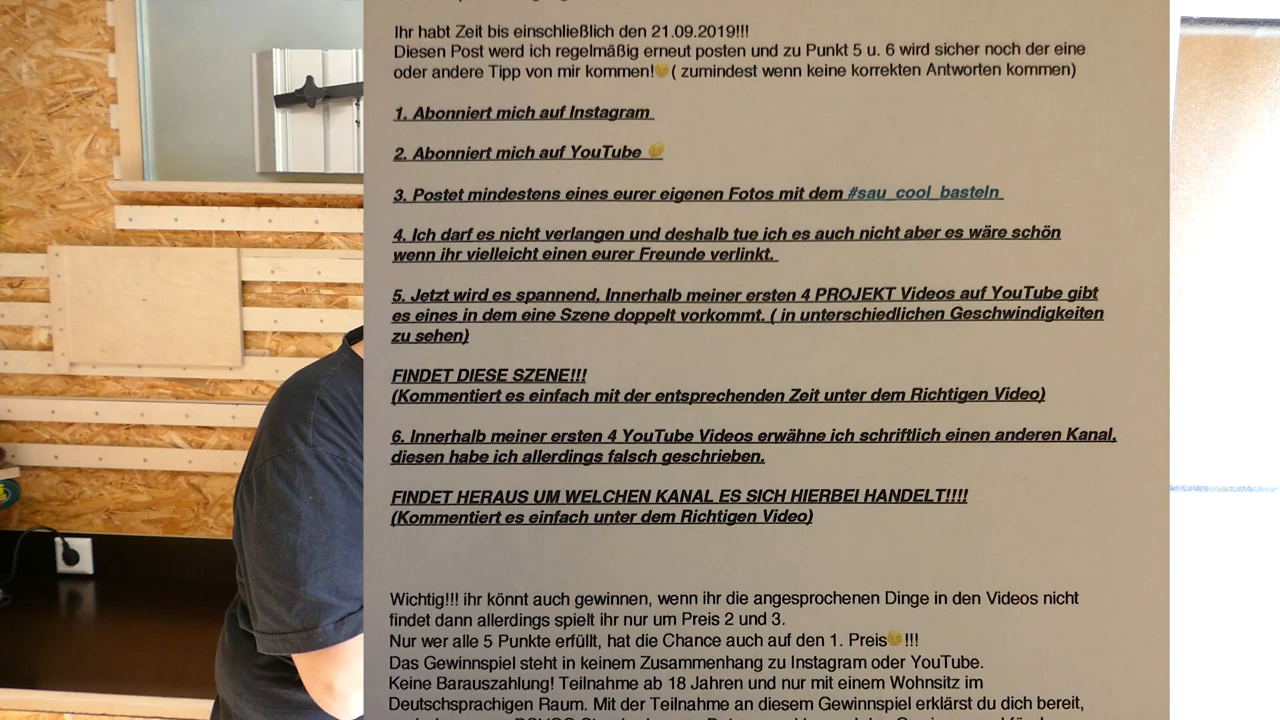 Ihr habt Zeit bis einschließlich den 21.09.2019!!!
Diesen Post werd ich regelmäßig erneut posten und zu Punkt 5 u. 6 wird sicher noch der eine
oder andere Tipp von mir kommen!😉( zumindest wenn keine korrekten Antworten kommen)
1. Abonniert mich auf Instagram
2. Abonniert mich auf YouTube 😉
3. Postet mindestens eines eurer eigenen Fotos mit dem #sau_cool_basteln
4. Ich darf es nicht verlangen und deshalb tue ich es auch nicht aber es wäre schön
wenn ihr vielleicht einen eurer Freunde verlinkt.
5. Jetzt wird es spannend. Innerhalb meiner ersten 4 PROJEKT Videos auf YouTube gibt
es eines in dem eine Szene doppelt vorkommt. ( in unterschiedlichen Geschwindigkeiten
zu sehen)
FINDET DIESE SZENE!!!
(Kommentiert es einfach mit der entsprechenden Zeit unter dem Richtigen Video)
6. Innerhalb meiner ersten 4 YouTube Videos erwähne ich schriftlich einen anderen Kanal,
diesen habe ich allerdings falsch geschrieben.
FINDET HERAUS UM WELCHEN KANAL ES SICH HIERBEI HANDELT!!!!
(Kommentiert es einfach unter dem Richtigen Video)
Wichtig!!! ihr könnt auch gewinnen, wenn ihr die angesprochenen Dinge in den Videos nicht
findet dann allerdings spielt ihr nur um Preis 2 und 3.
Nur wer alle 5 Punkte erfüllt, hat die Chance auch auf den 1. Preis😉!!!
Das Gewinnspiel steht in keinem Zusammenhang zu Instagram oder YouTube.
Keine Barauszahlung! Teilnahme ab 18 Jahren und nur mit einem Wohnsitz im
Deutschsprachigen Raum. Mit der Teilnahme an diesem Gewinnspiel erklärst du dich bereit,